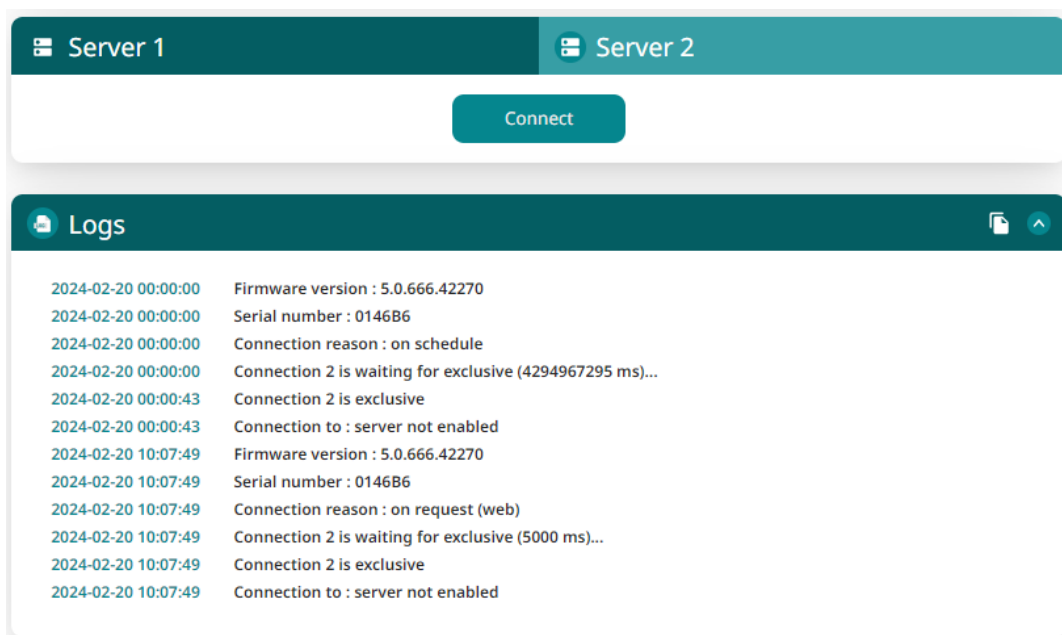 Server 1
Server 2
Connect
Logs
2024-02-20 00:00:00 Firmware version : 5.0.666.42270
2024-02-20 00:00:00 Serial number : 0146B6
2024-02-20 00:00:00 Connection reason : on schedule
2024-02-20 00:00:00 Connection 2 is waiting for exclusive (4294967295 ms)...
2024-02-20 00:00:43 Connection 2 is exclusive
2024-02-20 00:00:43 Connection to : server not enabled
2024-02-20 10:07:49 Firmware version : 5.0.666.42270
2024-02-20 10:07:49 Serial number : 0146B6
2024-02-20 10:07:49 Connection reason : on request (web)
2024-02-20 10:07:49 Connection 2 is waiting for exclusive (5000 ms)...
2024-02-20 10:07:49 Connection 2 is exclusive
2024-02-20 10:07:49 Connection to : server not enabled